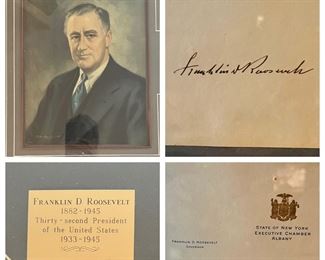 Franklin D Roosevelt
FRANKLIN D ROOSEVELT
1882-1945
Thirty-second President
of the United States
1933-1945
STATE OF NEW YORK
EXECUTIVE CHAMBER
ALBANY
FRANKLIN D. ROOSEVELT
GOVERNOR